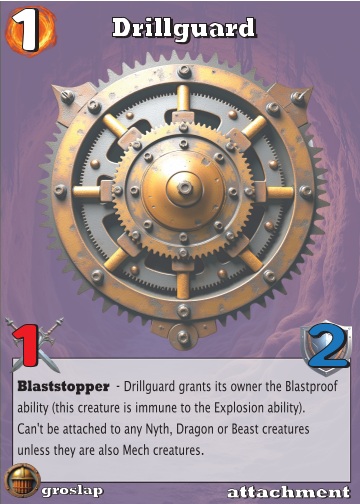 1
Drillguard
1
2
Blaststopper - Drillguard grants its owner the Blastproof
ability (this creature is immune to the Explosion ability).
Can't be attached to any Nyth, Dragon or Beast creatures
unless they are also Mech creatures.
groslap
attachment